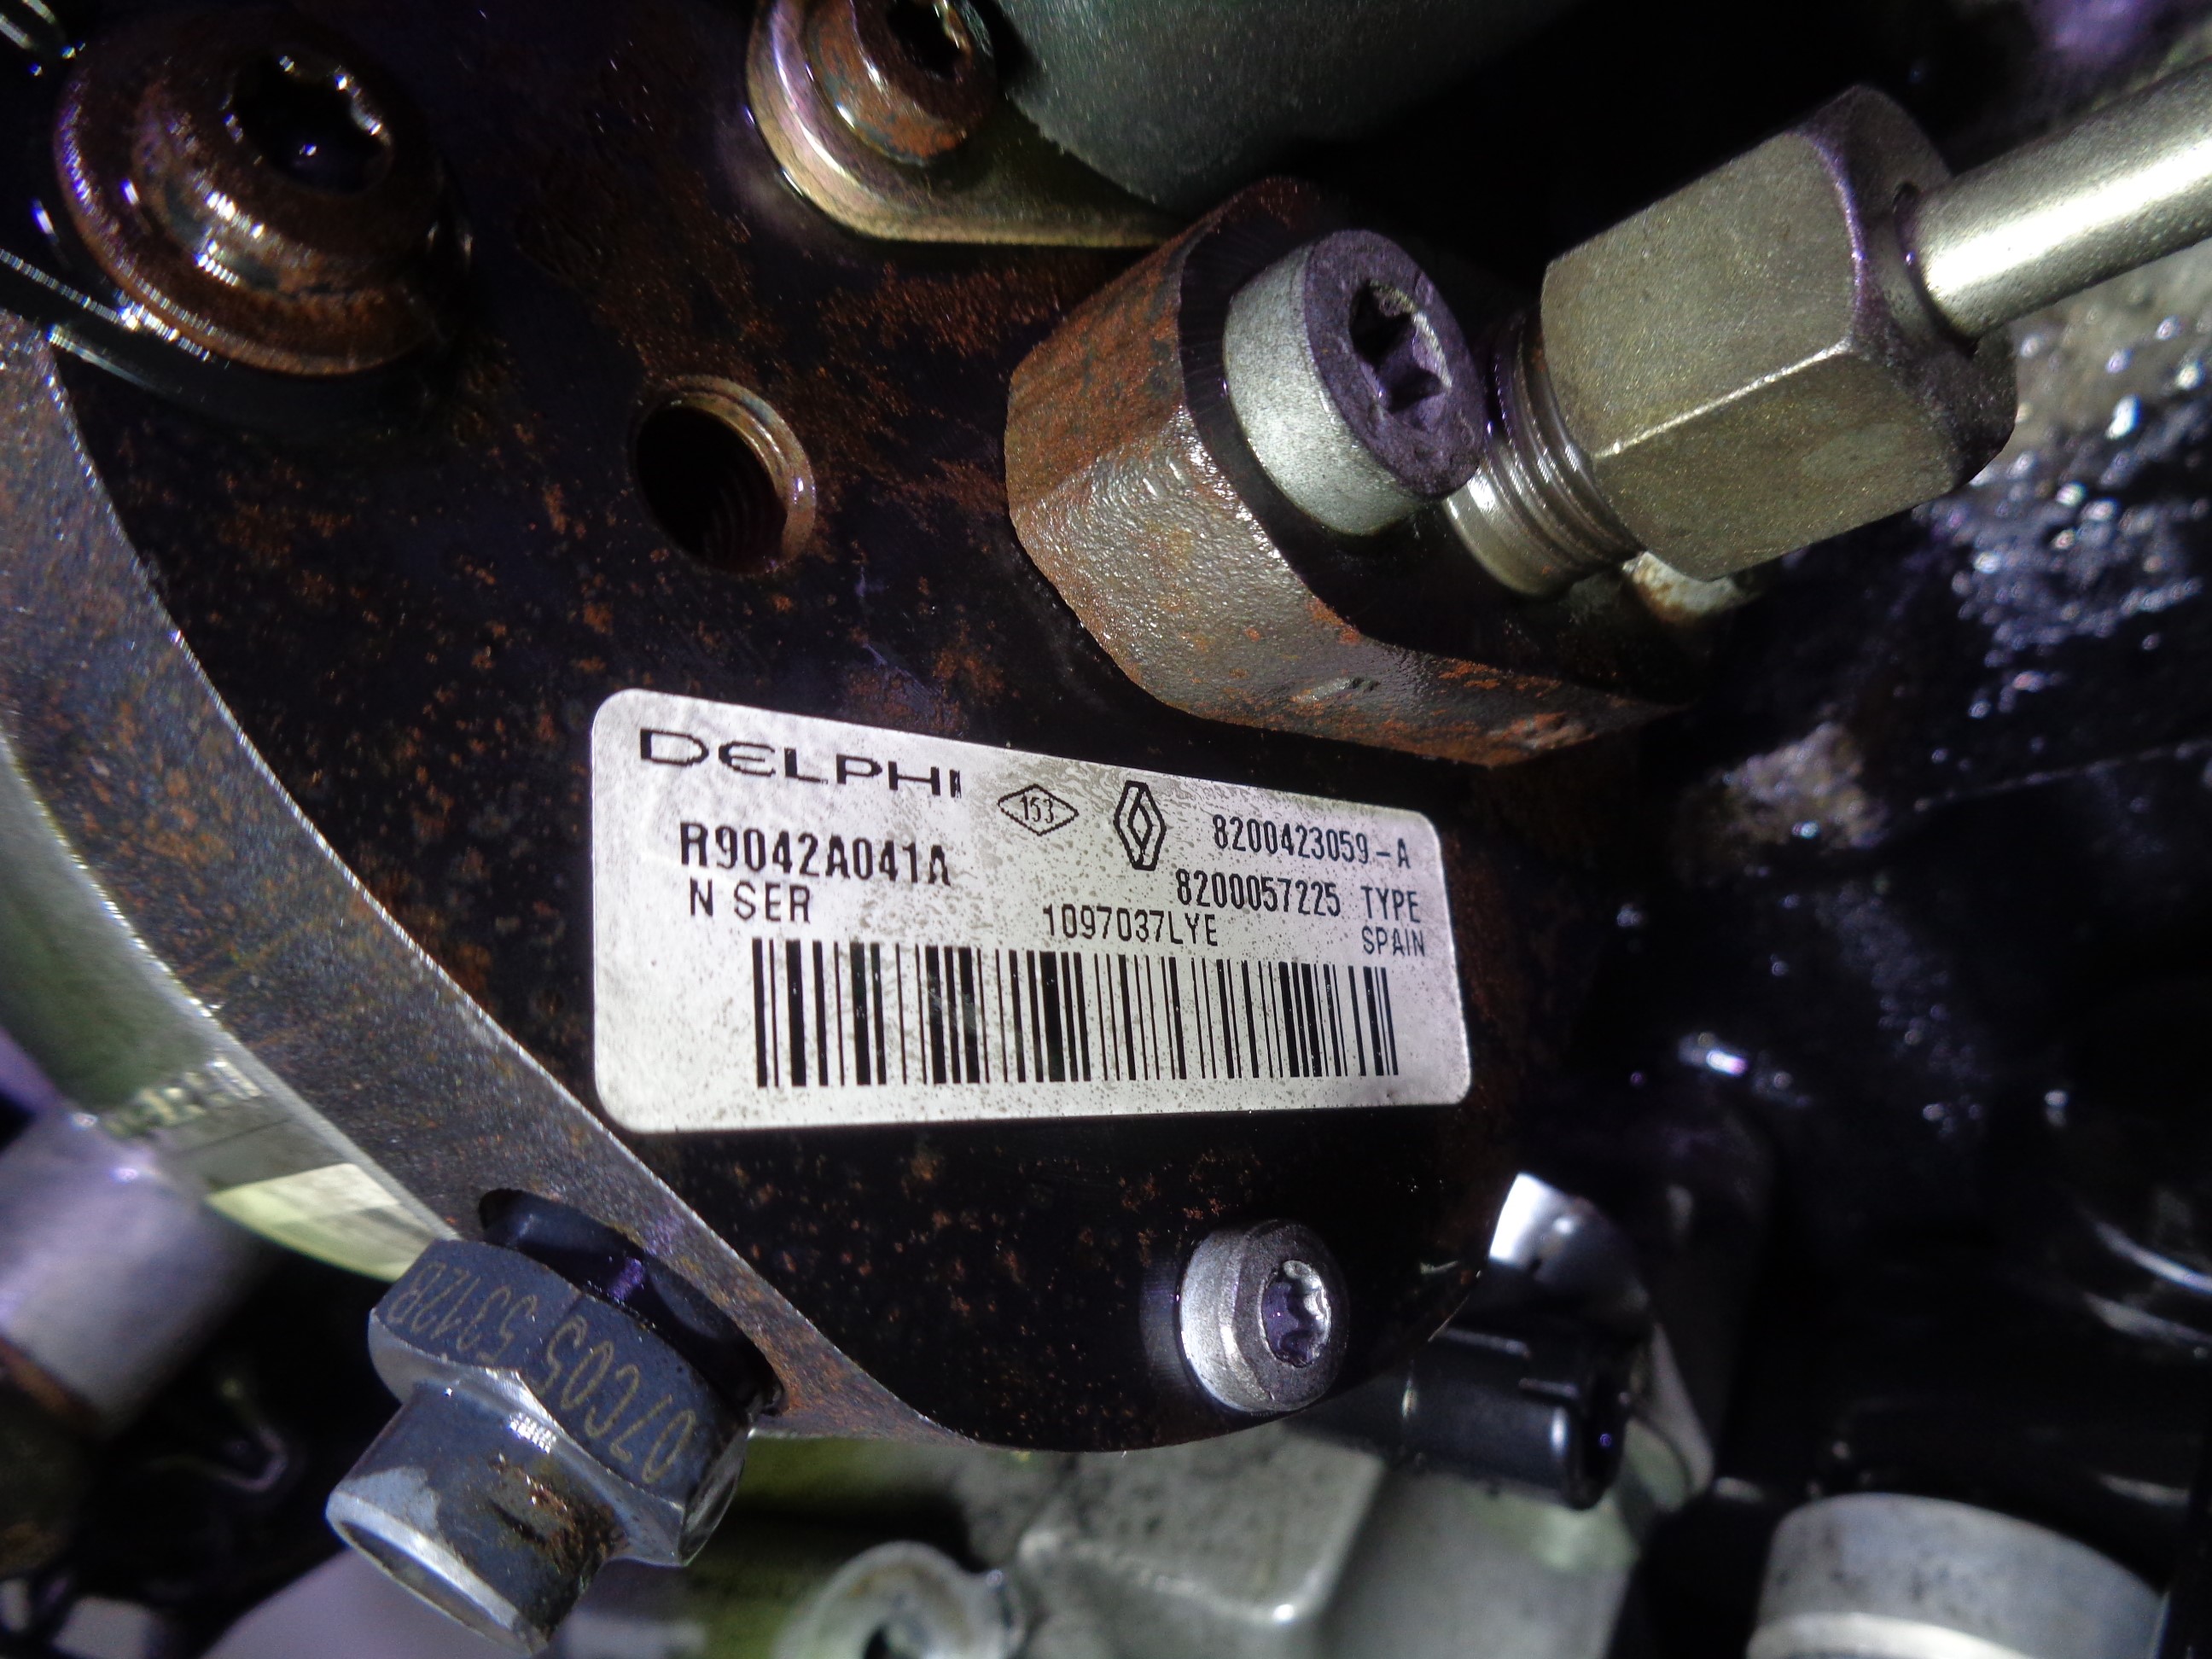 DELPHI
153
8200423059-A
R9042A041A
8200057225 TYPE
N SER
1097037LYE
SPAIN
07C05 5312B